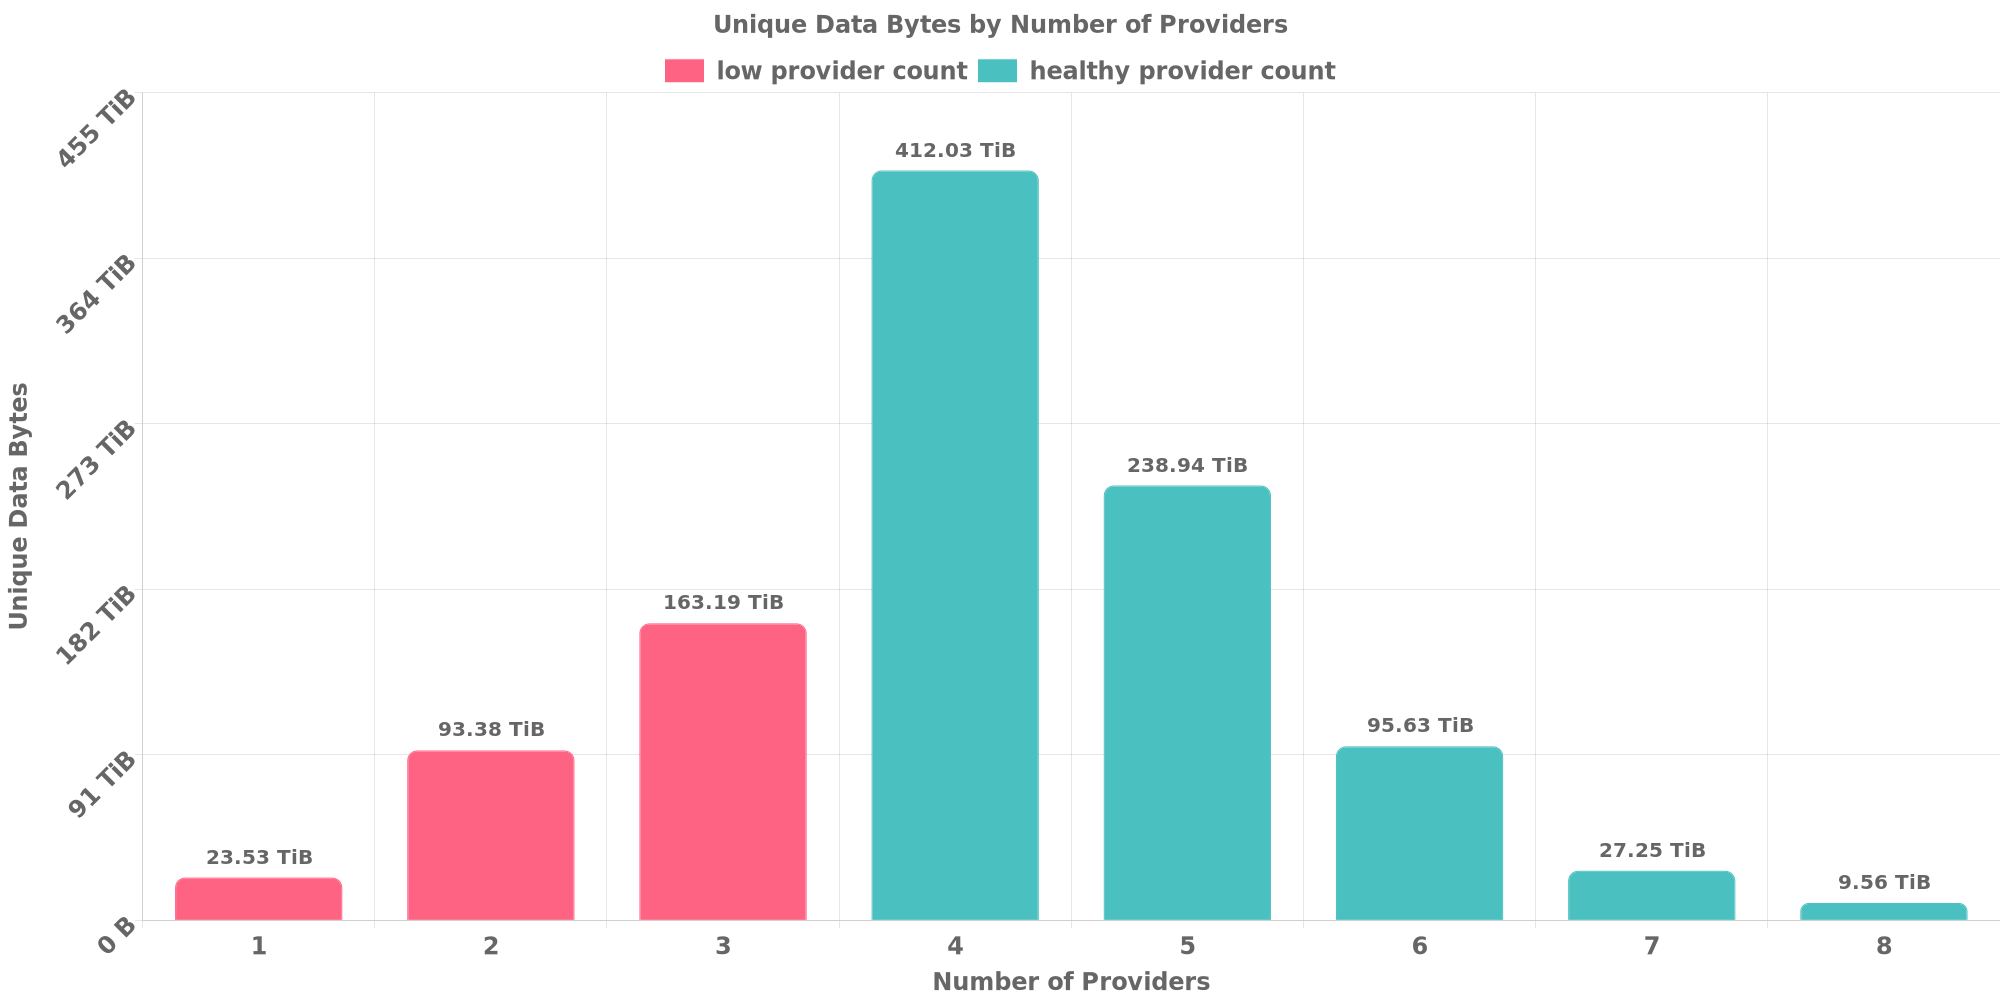 Unique Data Bytes by Number of Providers
low provider count
healthy provider count
455 TiB
364 TiB
273 TiB
182 TiB
91 TiB
0 B
Unique Data Bytes
23.53 TiB
93.38 TiB
163.19 TiB
412.03 TiB
238.94 TiB
95.63 TiB
27.25 TiB
9.56 TiB
1 2 3 4 5 6 7 8
Number of Providers